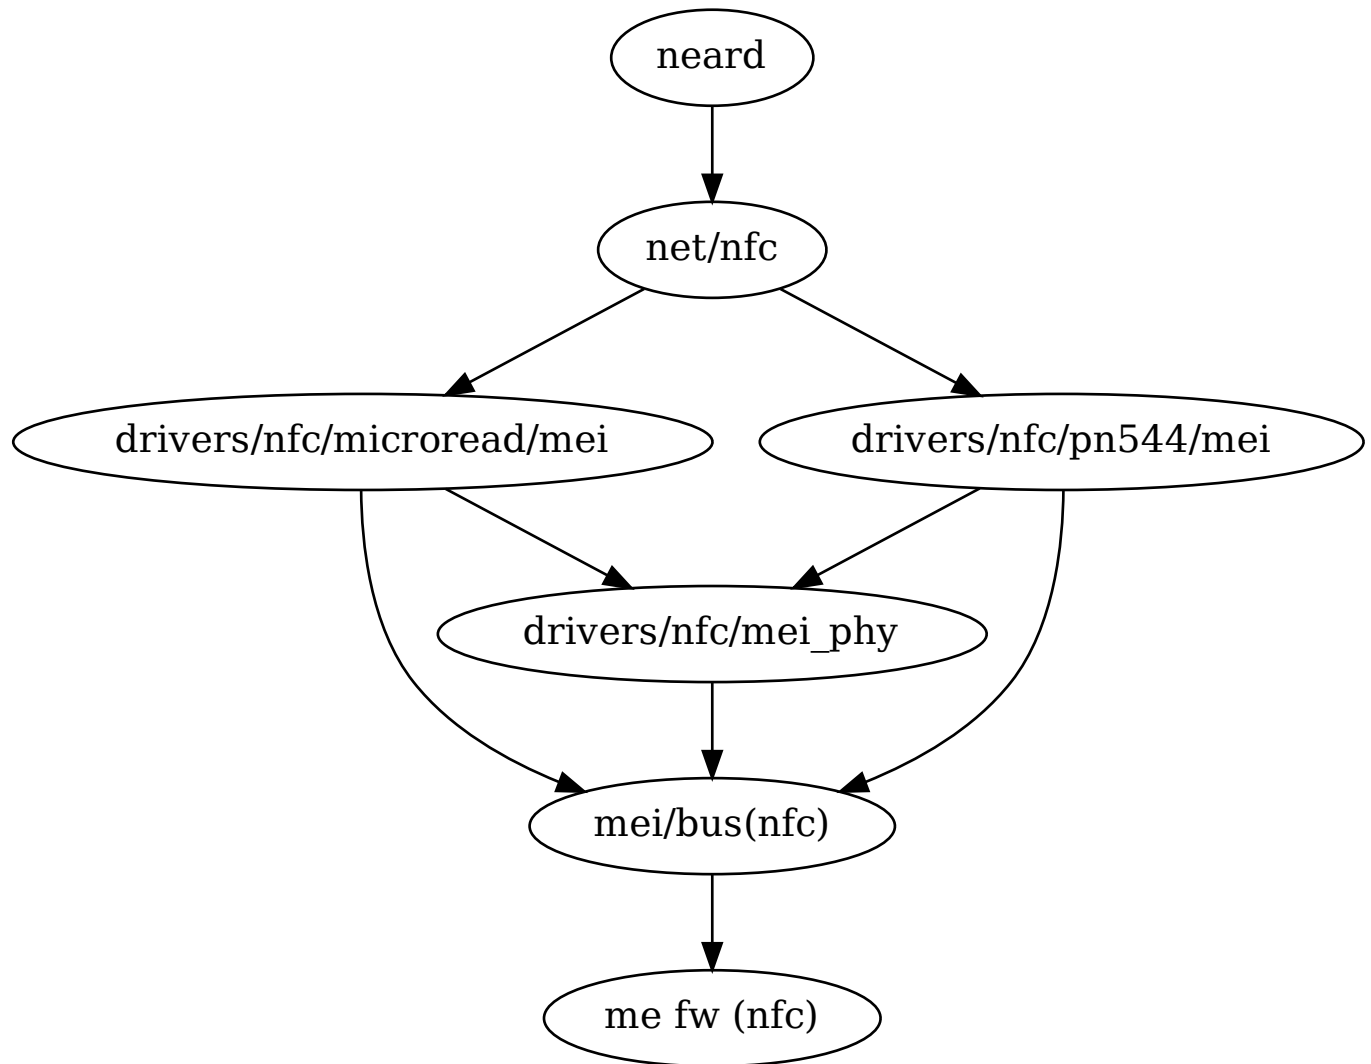 neard
net/nfc
drivers/nfc/microread/mei
drivers/nfc/pn544/mei
drivers/nfc/mei_phy
mei/bus(nfc)
me fw (nfc)